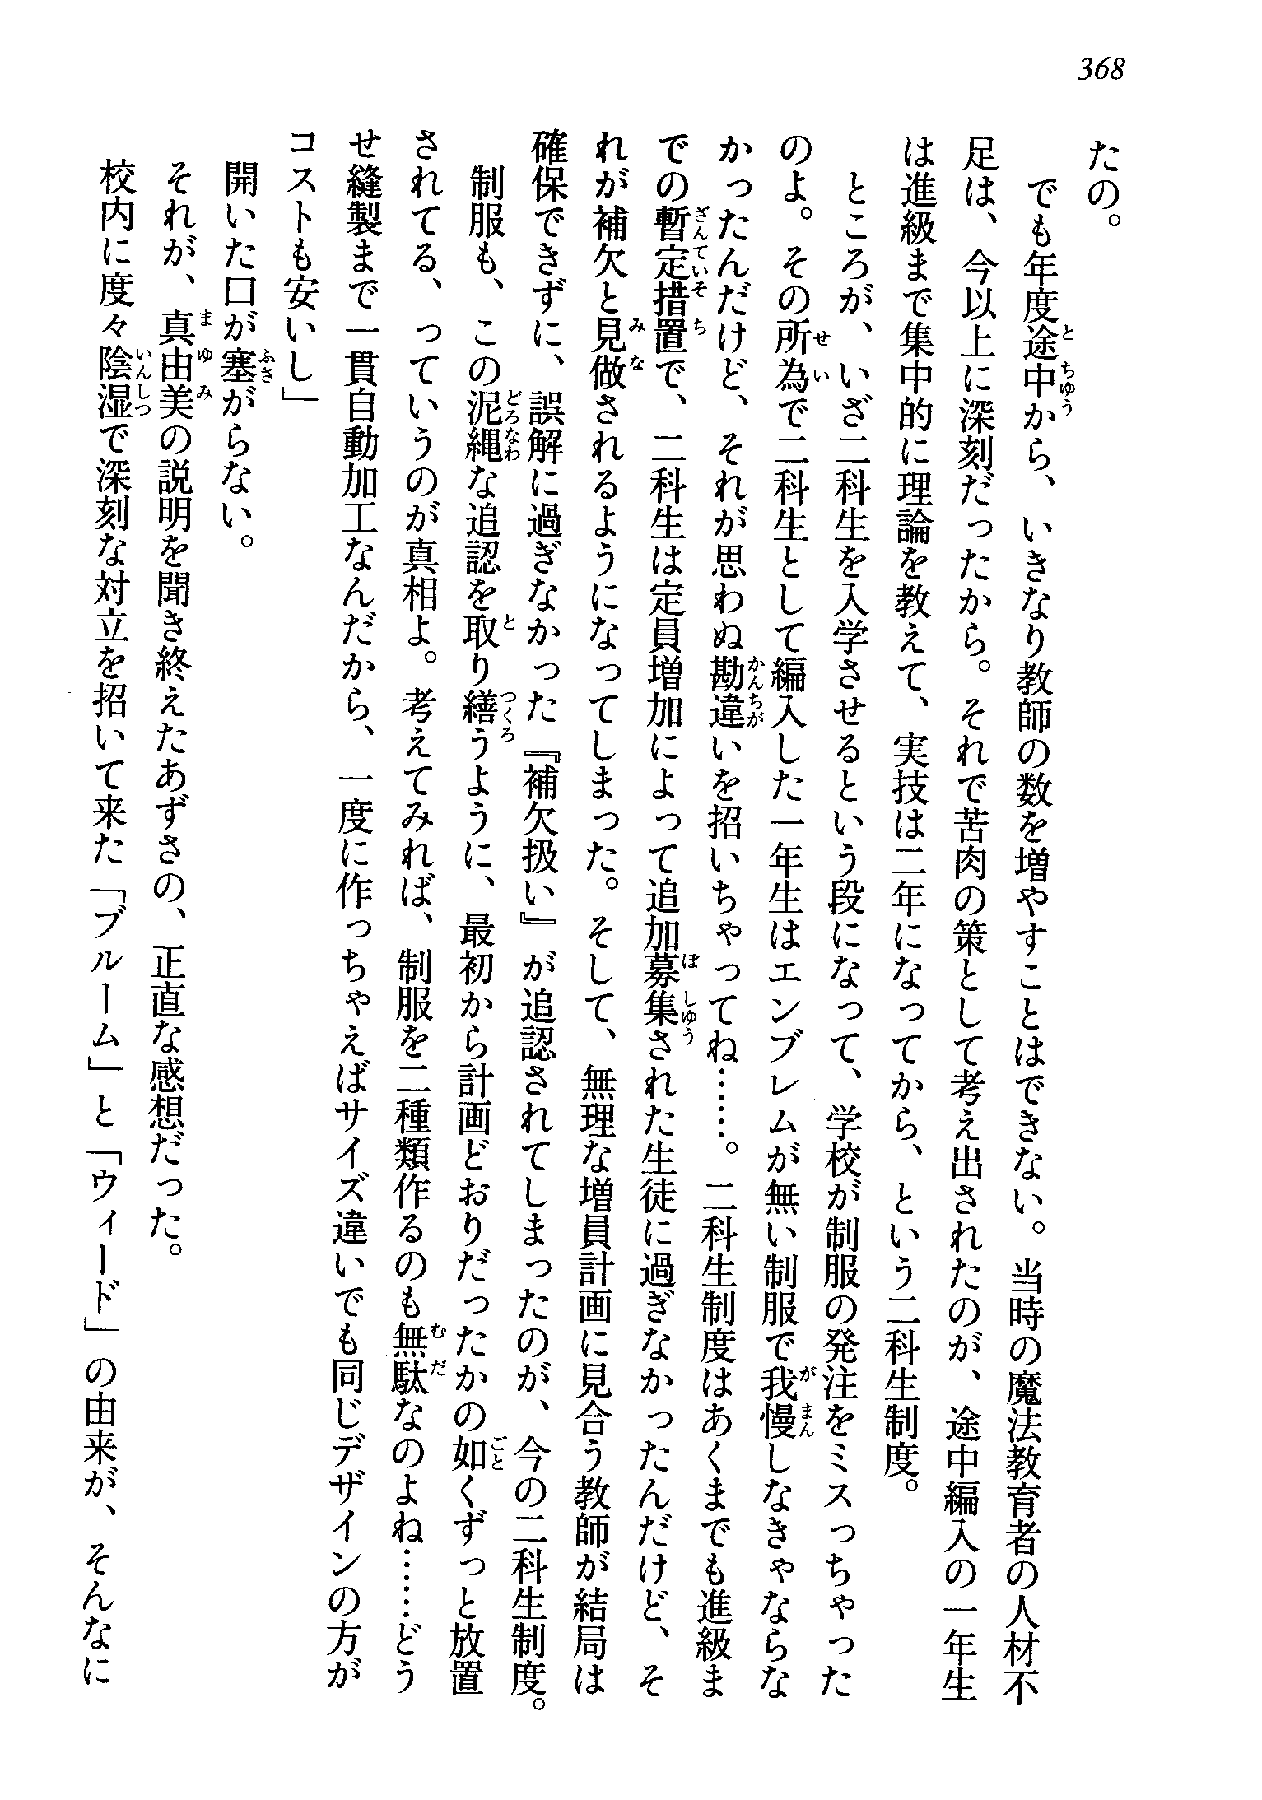 368
たの。
でも年度途中から、いきなり教師の数を増やすことはできない。当時の魔法教育者の人材不
足は、今以上に深刻だったから。それで苦肉の策として考え出されたのが、途中編入の一年生
は進級まで集中的に理論を教えて、実技は二年になってから、という二科生制度。
ところが、いざ二科生を入学させるという段になって、学校が制服の発注をミスっちゃった
のよ。その所為で二科生として編入した一年生はエンブレムが無い制服で我慢しなきゃならな
かったんだけど、それが思わぬ勘違いを招いちゃってね……。二科生制度はあくまでも進級ま
での暫定措置で、二科生は定員増加によって追加募集された生徒に過ぎなかったんだけど、そ
れが補欠と見做されるようになってしまった。そして、無理な増員計画に見合う教師が結局は
確保できずに、誤解に過ぎなかった『補欠扱い』が追認されてしまったのが、今の二科生制度。
制服も、この泥縄な追認を取り繕うように、最初から計画どおりだったかの如くずっと放置
されてる、っていうのが真相よ。考えてみれば、制服を二種類作るのも無駄なのよね……どう
せ縫製まで一貫自動加工なんだから、一度に作っちゃえばサイズ違いでも同じデザインの方が
コストも安いし」
開いた口が塞がらない。
それが、真由美の説明を聞き終えたあずさの、正直な感想だった。
校内に度々陰湿で深刻な対立を招いて来た「ブルーム」と「ウィード」の由来が、そんなに